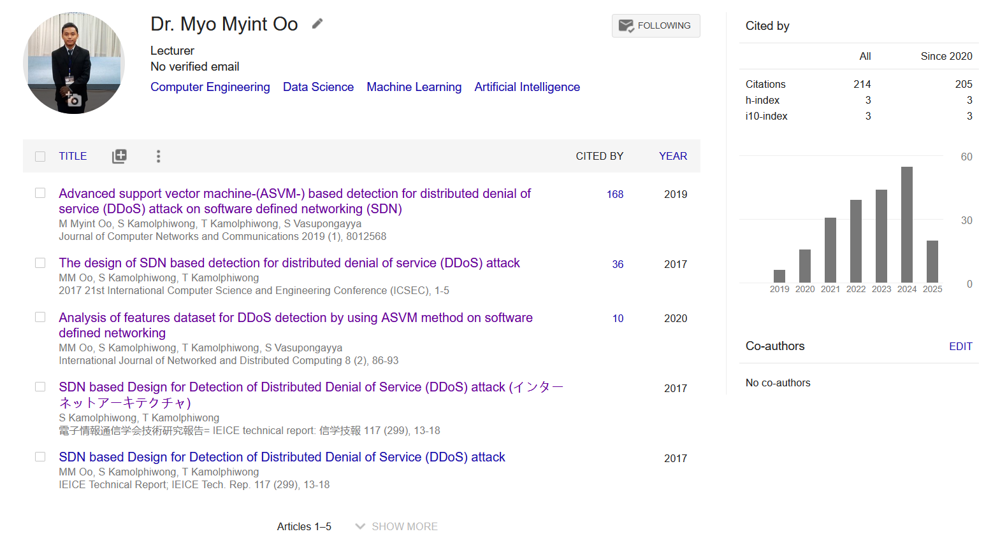 Dr. Myo Myint Oo
FOLLOWING
Lecturer
No verified email
Computer Engineering Data Science Machine Learning Artificial Intelligence
TITLE CITED BY YEAR
Advanced support vector machine-(ASVM-) based detection for distributed denial of 168 2019
service (DDoS) attack on software defined networking (SDN)
M Myint Oo, S Kamolphiwong, T Kamolphiwong, S Vasupongayya
Journal of Computer Networks and Communications 2019 (1), 8012568
The design of SDN based detection for distributed denial of service (DDoS) attack 36 2017
MM Oo, S Kamolphiwong, T Kamolphiwong
2017 21st International Computer Science and Engineering Conference (ICSEC), 1-5
Analysis of features dataset for DDoS detection by using ASVM method on software 10 2020
defined networking
MM Oo, S Kamolphiwong, T Kamolphiwong, S Vasupongayya
International Journal of Networked and Distributed Computing 8 (2), 86-93
SDN based Design for Detection of Distributed Denial of Service (DDoS) attack (インター 2017
ネットアーキテクチャ)
S Kamolphiwong, T Kamolphiwong
電子情報通信学会技術研究報告= IEICE technical report: 信学技報 117 (299), 13-18
SDN based Design for Detection of Distributed Denial of Service (DDoS) attack 2017
MM Oo, S Kamolphiwong, T Kamolphiwong
IEICE Technical Report; IEICE Tech. Rep. 117 (299), 13-18
Articles 1–5 SHOW MORE
Cited by
All Since 2020
Citations 214 205
h-index 3 3
i10-index 3 3
60
30
0
2019 2020 2021 2022 2023 2024 2025
Co-authors EDIT
No co-authors